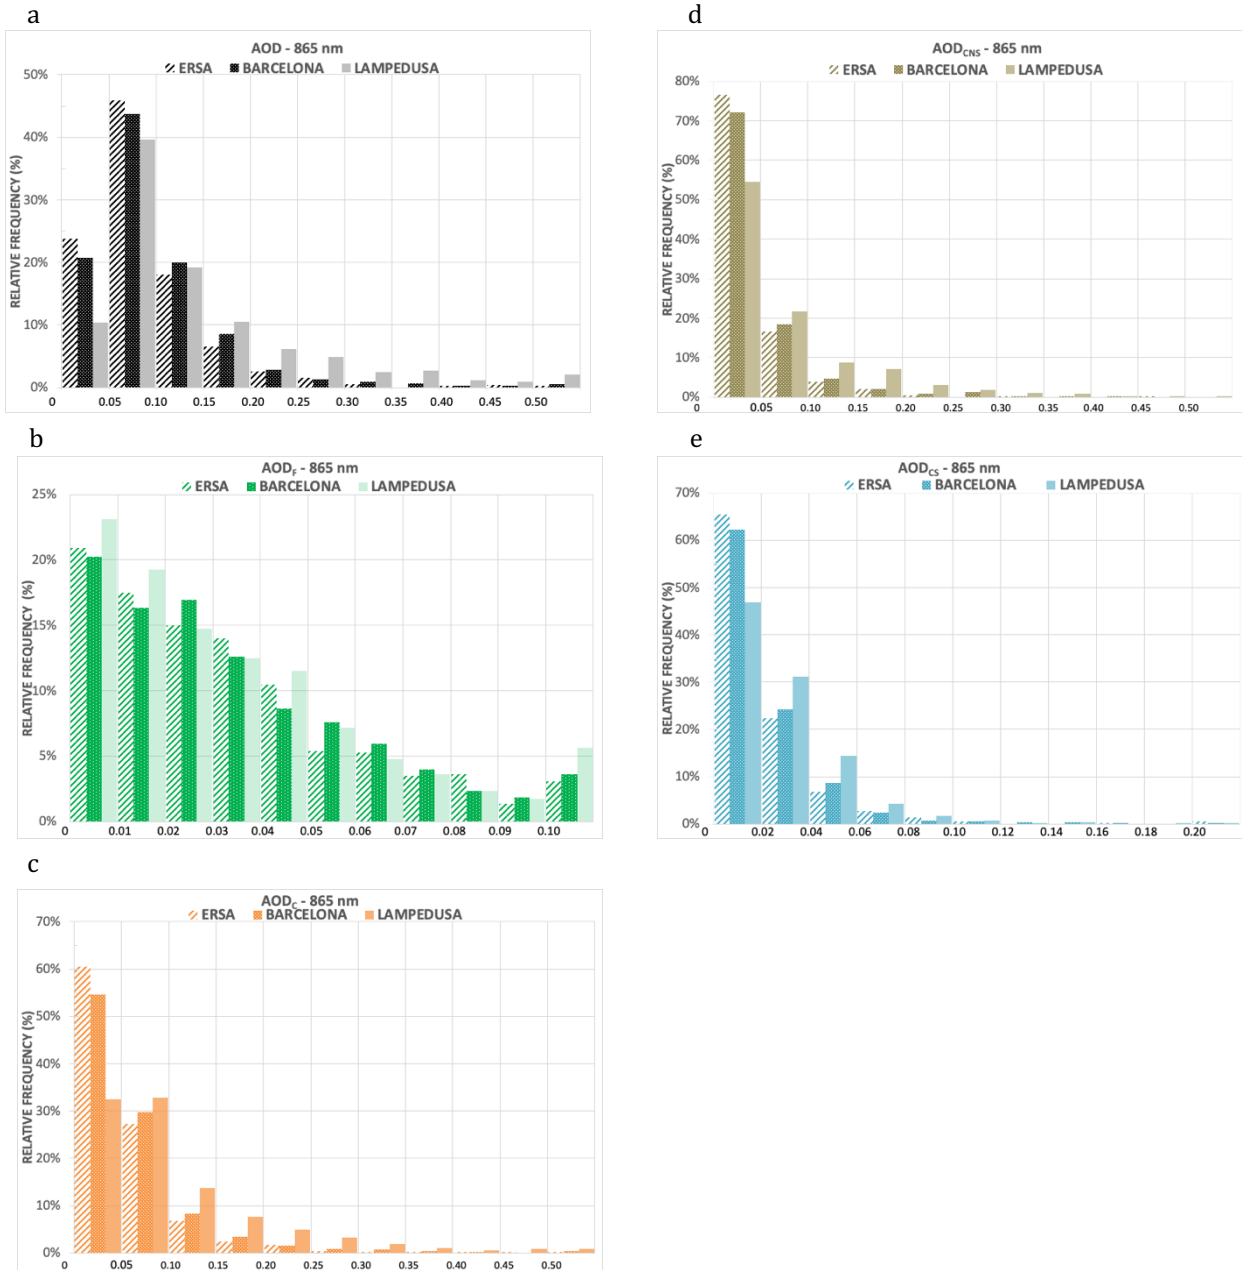 a
AOD - 865 nm
ERSA BARCELONA LAMPEDUSA
RELATIVE FREQUENCY (%)
50%
40%
30%
20%
10%
0%
0 0.05 0.10 0.15 0.20 0.25 0.30 0.35 0.40 0.45 0.50
b
AOD_F - 865 nm
ERSA BARCELONA LAMPEDUSA
RELATIVE FREQUENCY (%)
25%
20%
15%
10%
5%
0%
0 0.01 0.02 0.03 0.04 0.05 0.06 0.07 0.08 0.09 0.10
c
AOD_C - 865 nm
ERSA BARCELONA LAMPEDUSA
RELATIVE FREQUENCY (%)
70%
60%
50%
40%
30%
20%
10%
0%
0 0.05 0.10 0.15 0.20 0.25 0.30 0.35 0.40 0.45 0.50
d
AOD_CNS - 865 nm
ERSA BARCELONA LAMPEDUSA
RELATIVE FREQUENCY (%)
80%
70%
60%
50%
40%
30%
20%
10%
0%
0 0.05 0.10 0.15 0.20 0.25 0.30 0.35 0.40 0.45 0.50
e
AOD_CS - 865 nm
ERSA BARCELONA LAMPEDUSA
RELATIVE FREQUENCY (%)
70%
60%
50%
40%
30%
20%
10%
0%
0 0.02 0.04 0.06 0.08 0.10 0.12 0.14 0.16 0.20